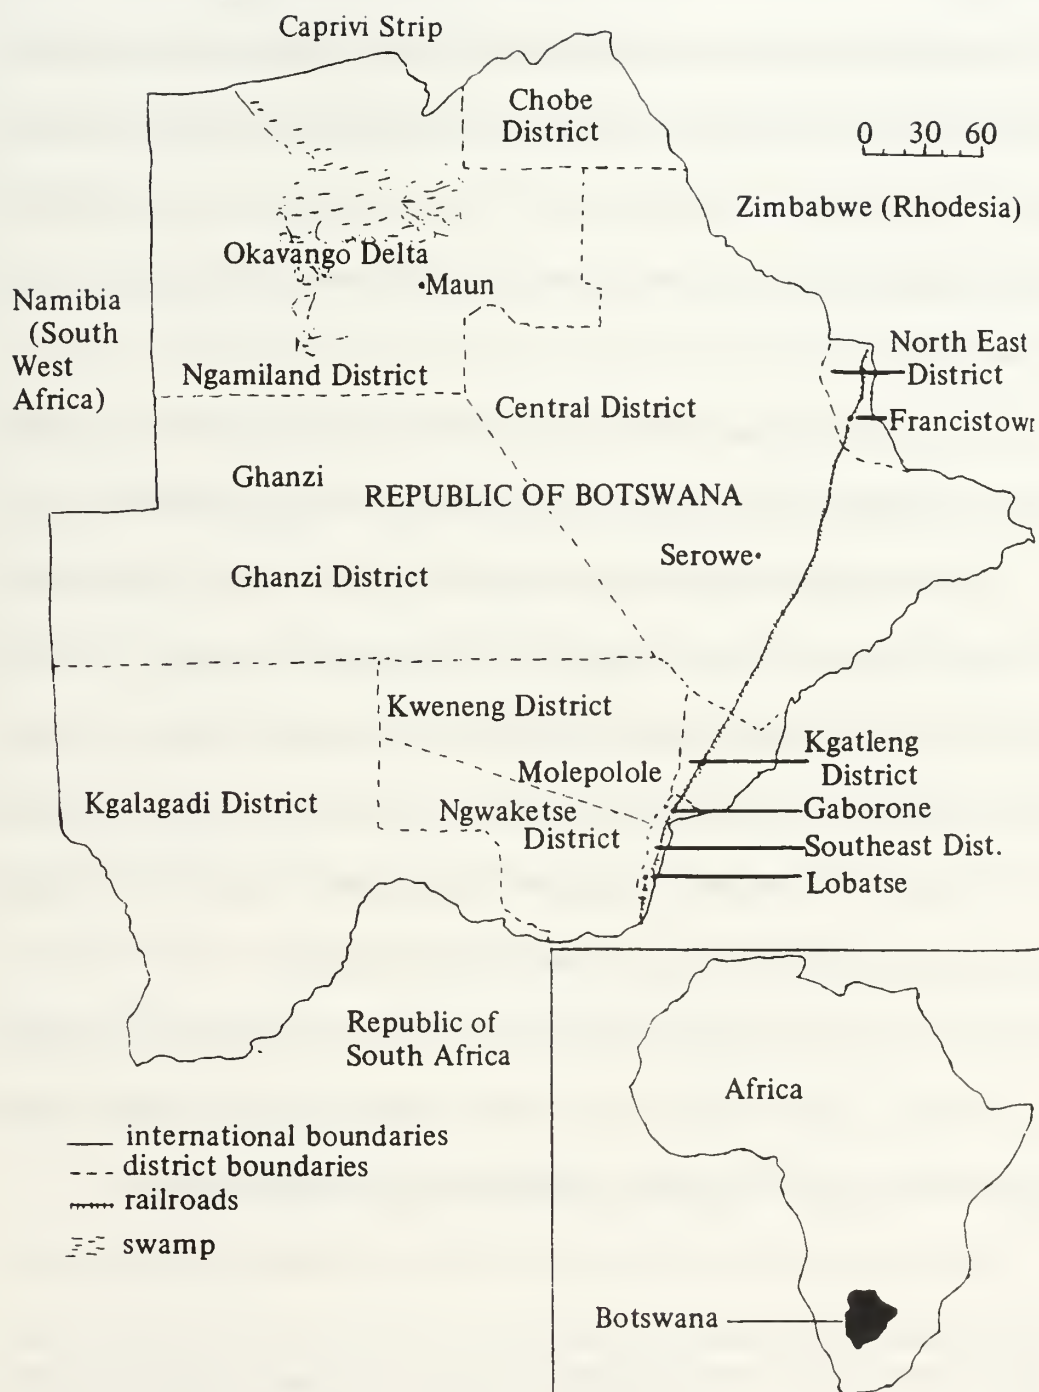 Caprivi Strip
Chobe
District
0 30 60
Zimbabwe (Rhodesia)
Okavango Delta
Maun
Namibia
(South
West
Africa)
North East
District
Ngamiland District
Central District
Francistown
Ghanzi
REPUBLIC OF BOTSWANA
Serowe
Ghanzi District
Kweneng District
Kgatleng
District
Molepolole
Kgalagadi District
Ngwaketse
District
Gaborone
Southeast Dist.
Lobatse
Republic of
South Africa
Africa
international boundaries
district boundaries
railroads
swamp
Botswana